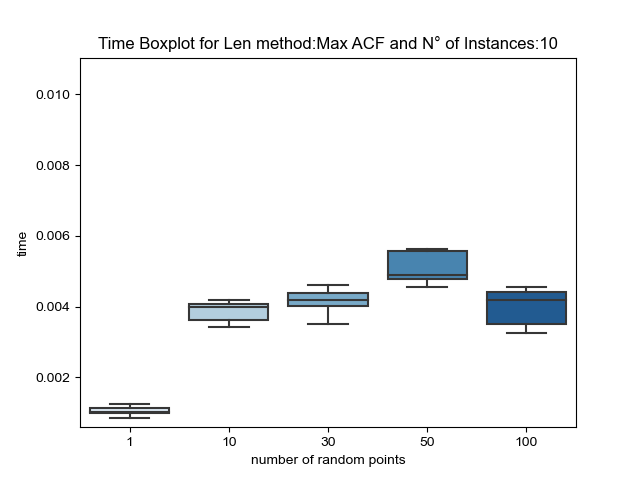 Time Boxplot for Len method:Max ACF and N° of Instances:10
0.010
0.008
0.006
0.004
0.002
time
1 10 30 50 100
number of random points